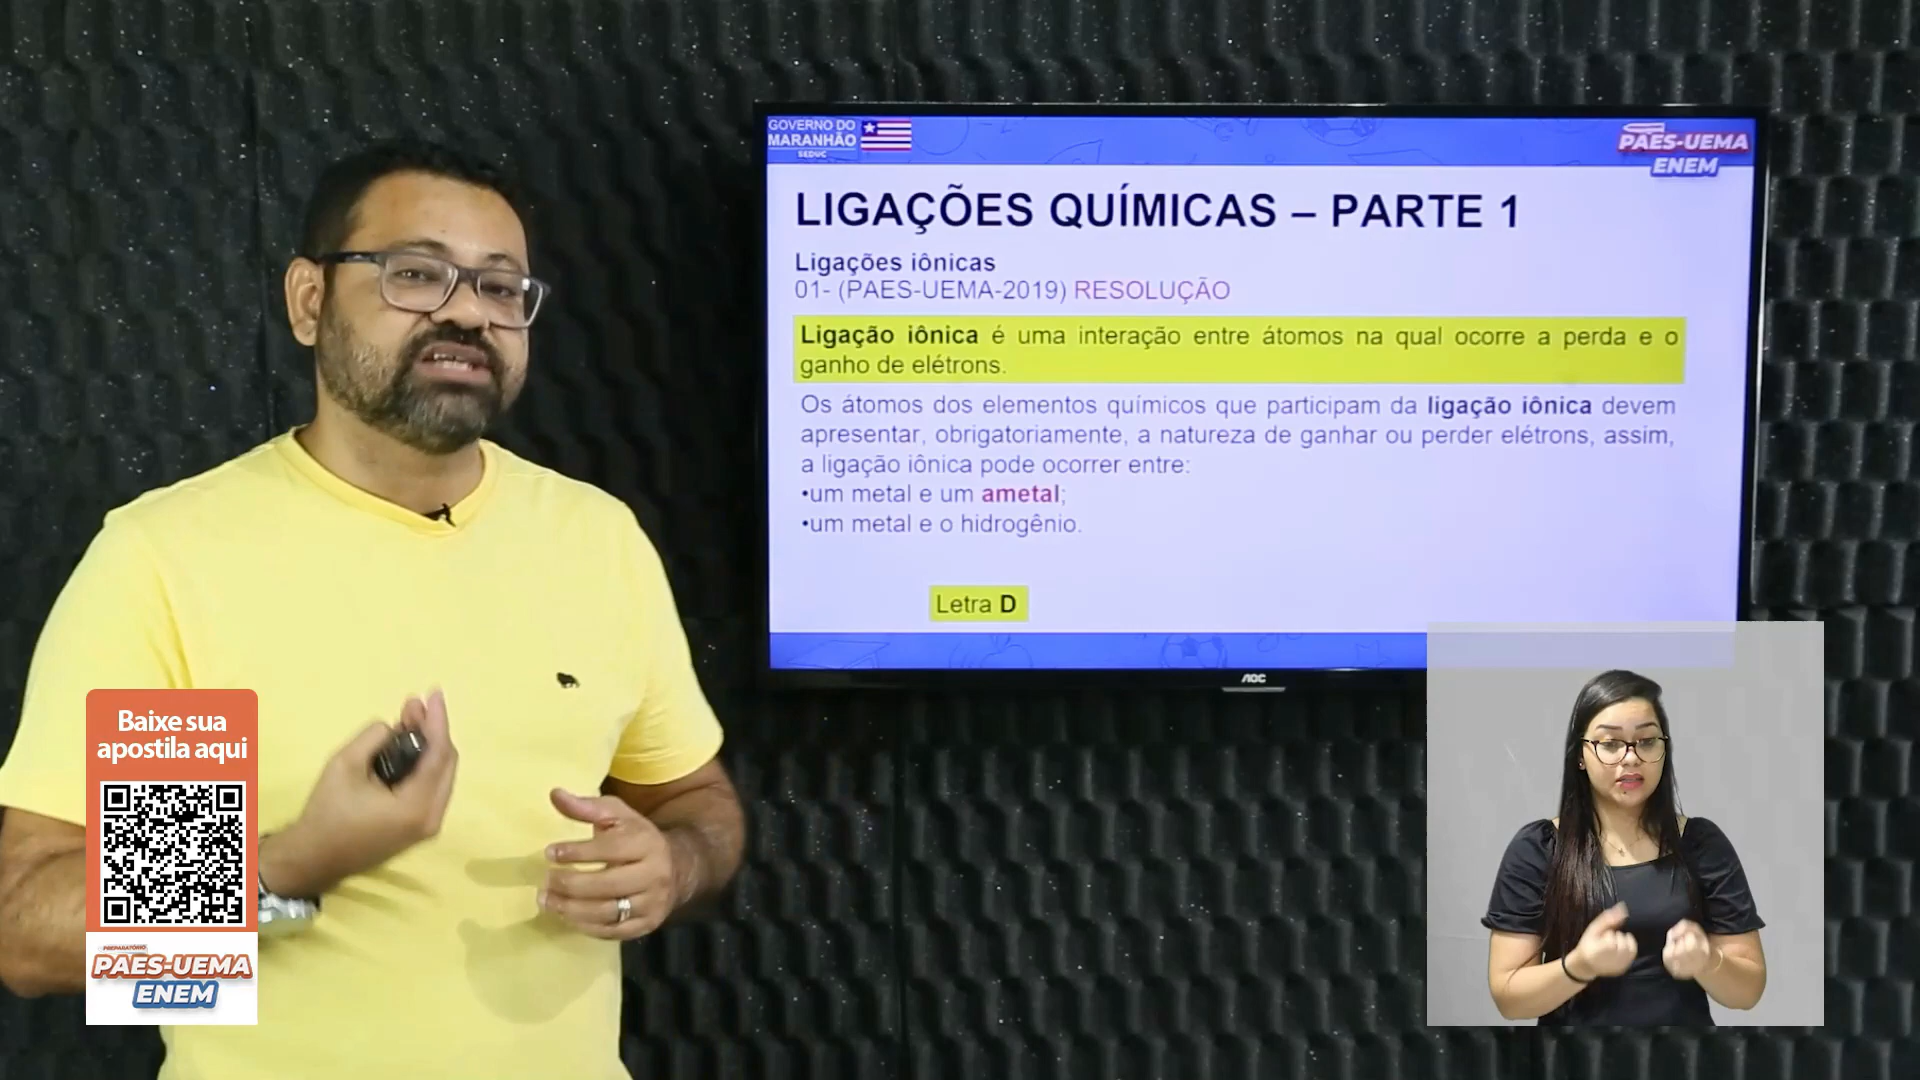 GOVERNO DO
MARANHÃO
SEDUC
PAES-UEMA
ENEM
LIGAÇÕES QUÍMICAS – PARTE 1
Ligações iônicas
01- (PAES-UEMA-2019) RESOLUÇÃO
Ligação iônica é uma interação entre átomos na qual ocorre a perda e o
ganho de elétrons.
Os átomos dos elementos químicos que participam da ligação iônica devem
apresentar, obrigatoriamente, a natureza de ganhar ou perder elétrons, assim,
a ligação iônica pode ocorrer entre:
•um metal e um ametal;
•um metal e o hidrogênio.
Letra D
AOC
Baixe sua
apostila aqui
PREPARATÓRIO
PAES-UEMA
ENEM